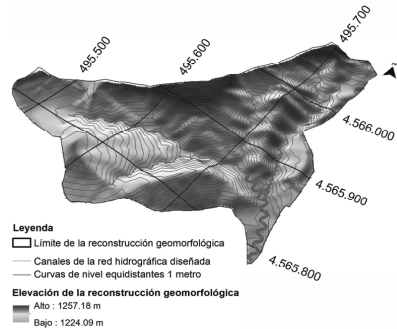 495.500
495.600
495.700
4.566.000
4.565.900
4.565.800
Leyenda
Límite de la reconstrucción geomorfológica
Canales de la red hidrográfica diseñada
Curvas de nivel equidistantes 1 metro
Elevación de la reconstrucción geomorfológica
Alto : 1257.18 m
Bajo : 1224.09 m